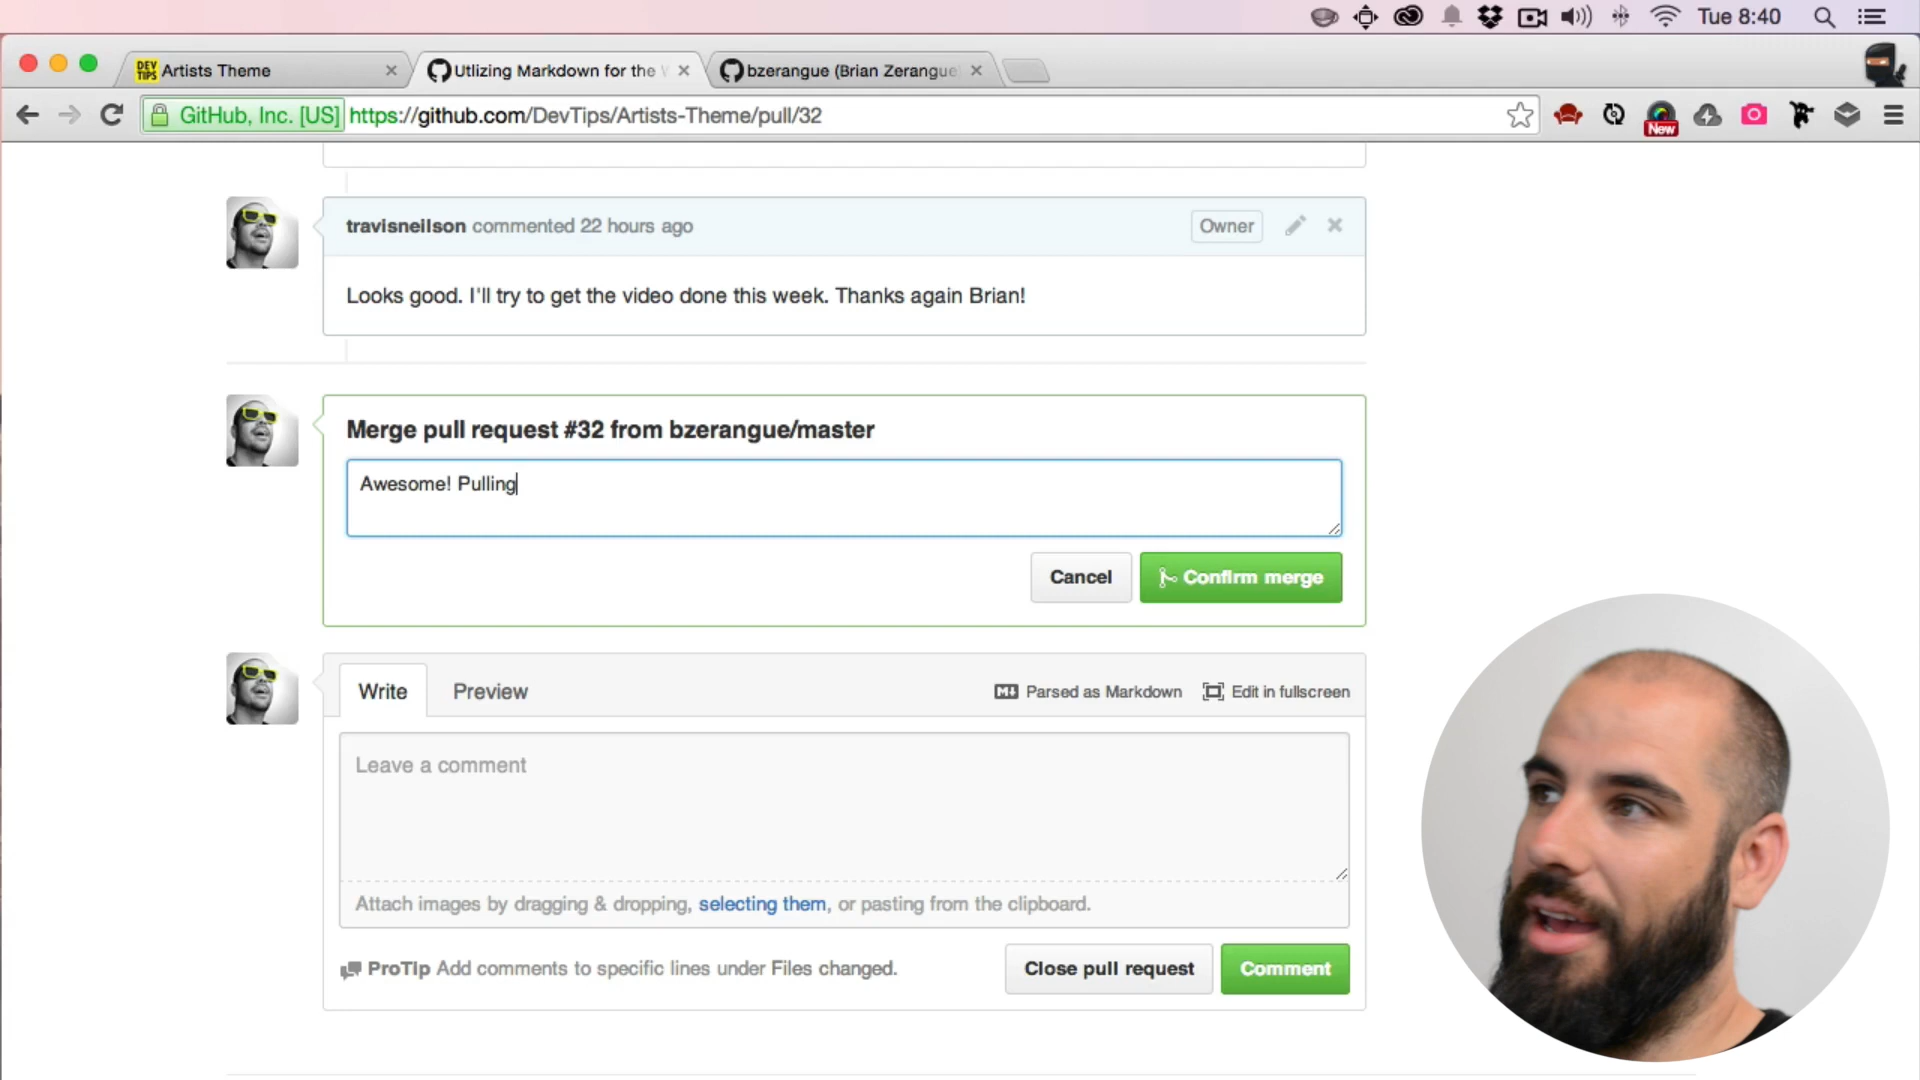 Tue 8:40
DEV TIPS Artists Theme
Utlizing Markdown for the
bzerangue (Brian Zerangue
GitHub, Inc. [US] https://github.com/DevTips/Artists-Theme/pull/32
New
travisneilson commented 22 hours ago
Owner
Looks good. I'll try to get the video done this week. Thanks again Brian!
Merge pull request #32 from bzerangue/master
Awesome! Pulling
Cancel
Confirm merge
Write
Preview
Parsed as Markdown
Edit in fullscreen
Leave a comment
Attach images by dragging & dropping, selecting them, or pasting from the clipboard.
ProTip Add comments to specific lines under Files changed.
Close pull request
Comment